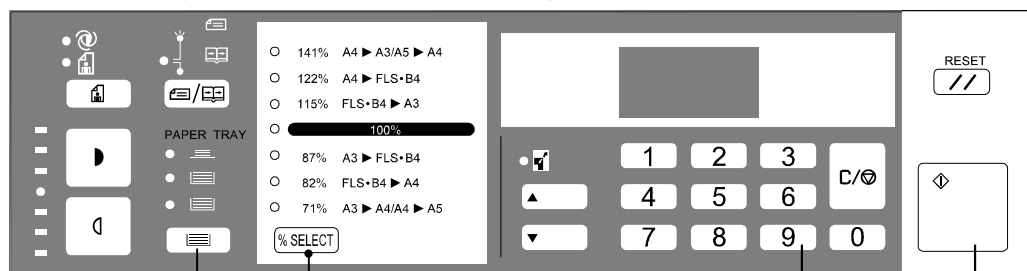 141% A4 ▶ A3/A5 ▶ A4
122% A4 ▶ FLS•B4
115% FLS•B4 ▶ A3
100%
87% A3 ▶ FLS•B4
82% FLS•B4 ▶ A4
71% A3 ▶ A4/A4 ▶ A5
% SELECT
PAPER TRAY
1 2 3
4 5 6
7 8 9 0
C/
RESET
//